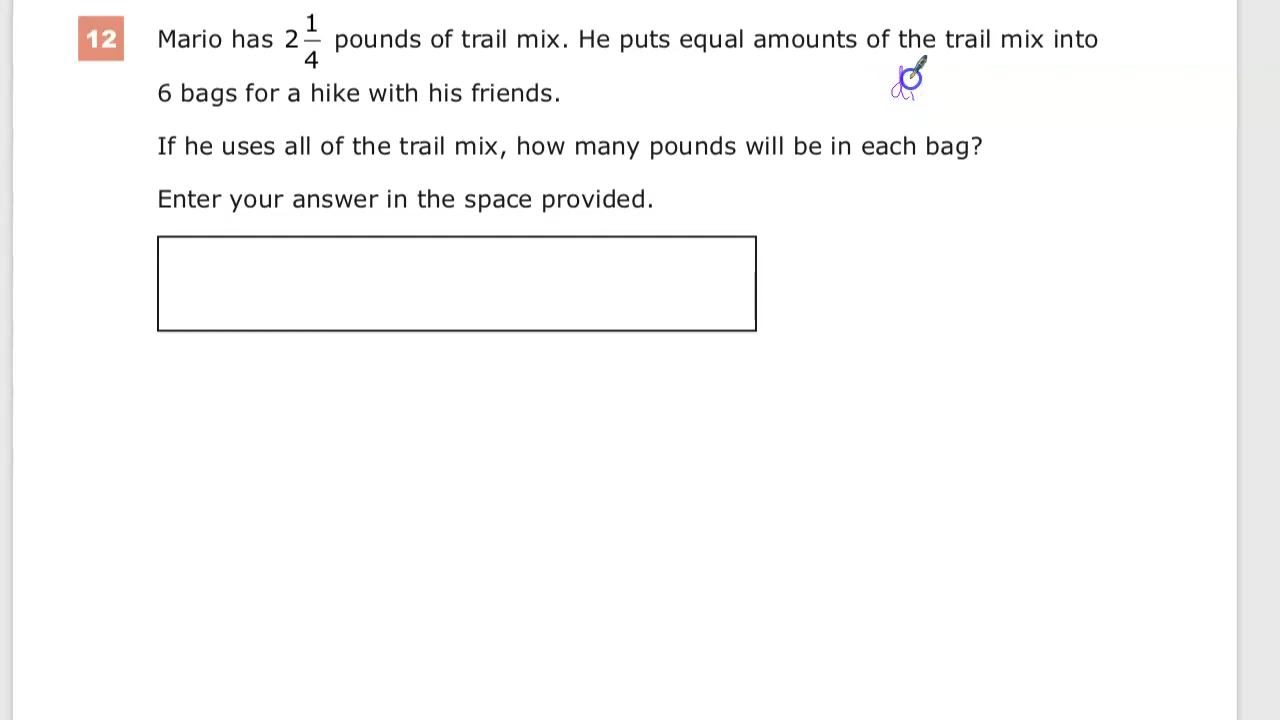 12 Mario has 2 1/4 pounds of trail mix. He puts equal amounts of the trail mix into
6 bags for a hike with his friends.
If he uses all of the trail mix, how many pounds will be in each bag?
Enter your answer in the space provided.